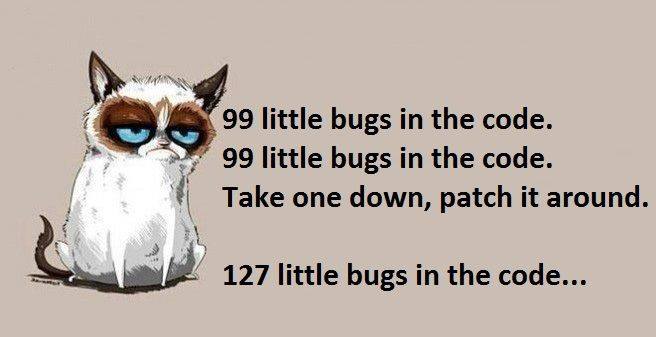 99 little bugs in the code.
99 little bugs in the code.
Take one down, patch it around.
127 little bugs in the code...